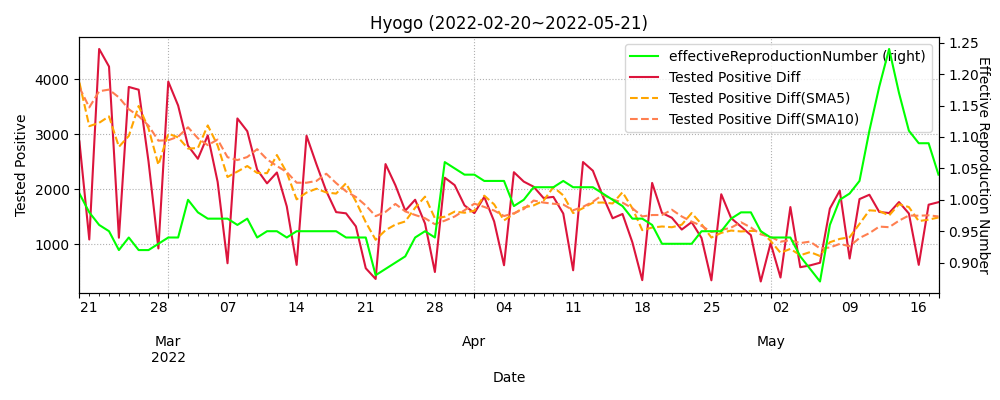 Hyogo (2022-02-20~2022-05-21)
effectiveReproductionNumber (right)
Tested Positive Diff
Tested Positive Diff(SMA5)
Tested Positive Diff(SMA10)
Tested Positive
4000
3000
2000
1000
1.25
1.20
1.15
1.10
1.05
1.00
0.95
0.90
Effective Reproduction Number
21 28 07 14 21 28 04 11 18 25 02 09 16
Mar Apr May
2022
Date